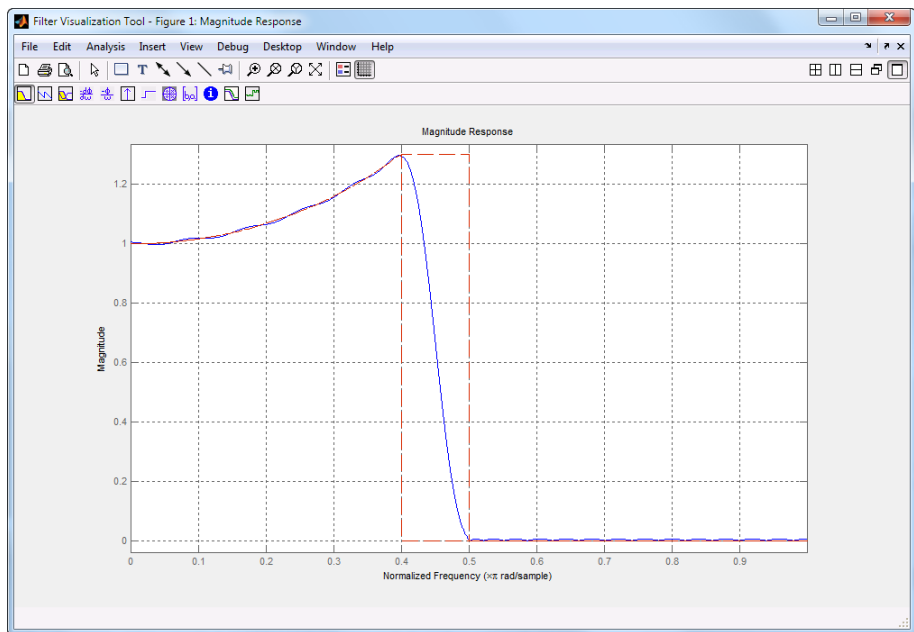 Filter Visualization Tool - Figure 1: Magnitude Response
File Edit Analysis Insert View Debug Desktop Window Help
Magnitude Response
1.2
1
0.8
0.6
0.4
0.2
0
Magnitude
0 0.1 0.2 0.3 0.4 0.5 0.6 0.7 0.8 0.9
Normalized Frequency (×π rad/sample)